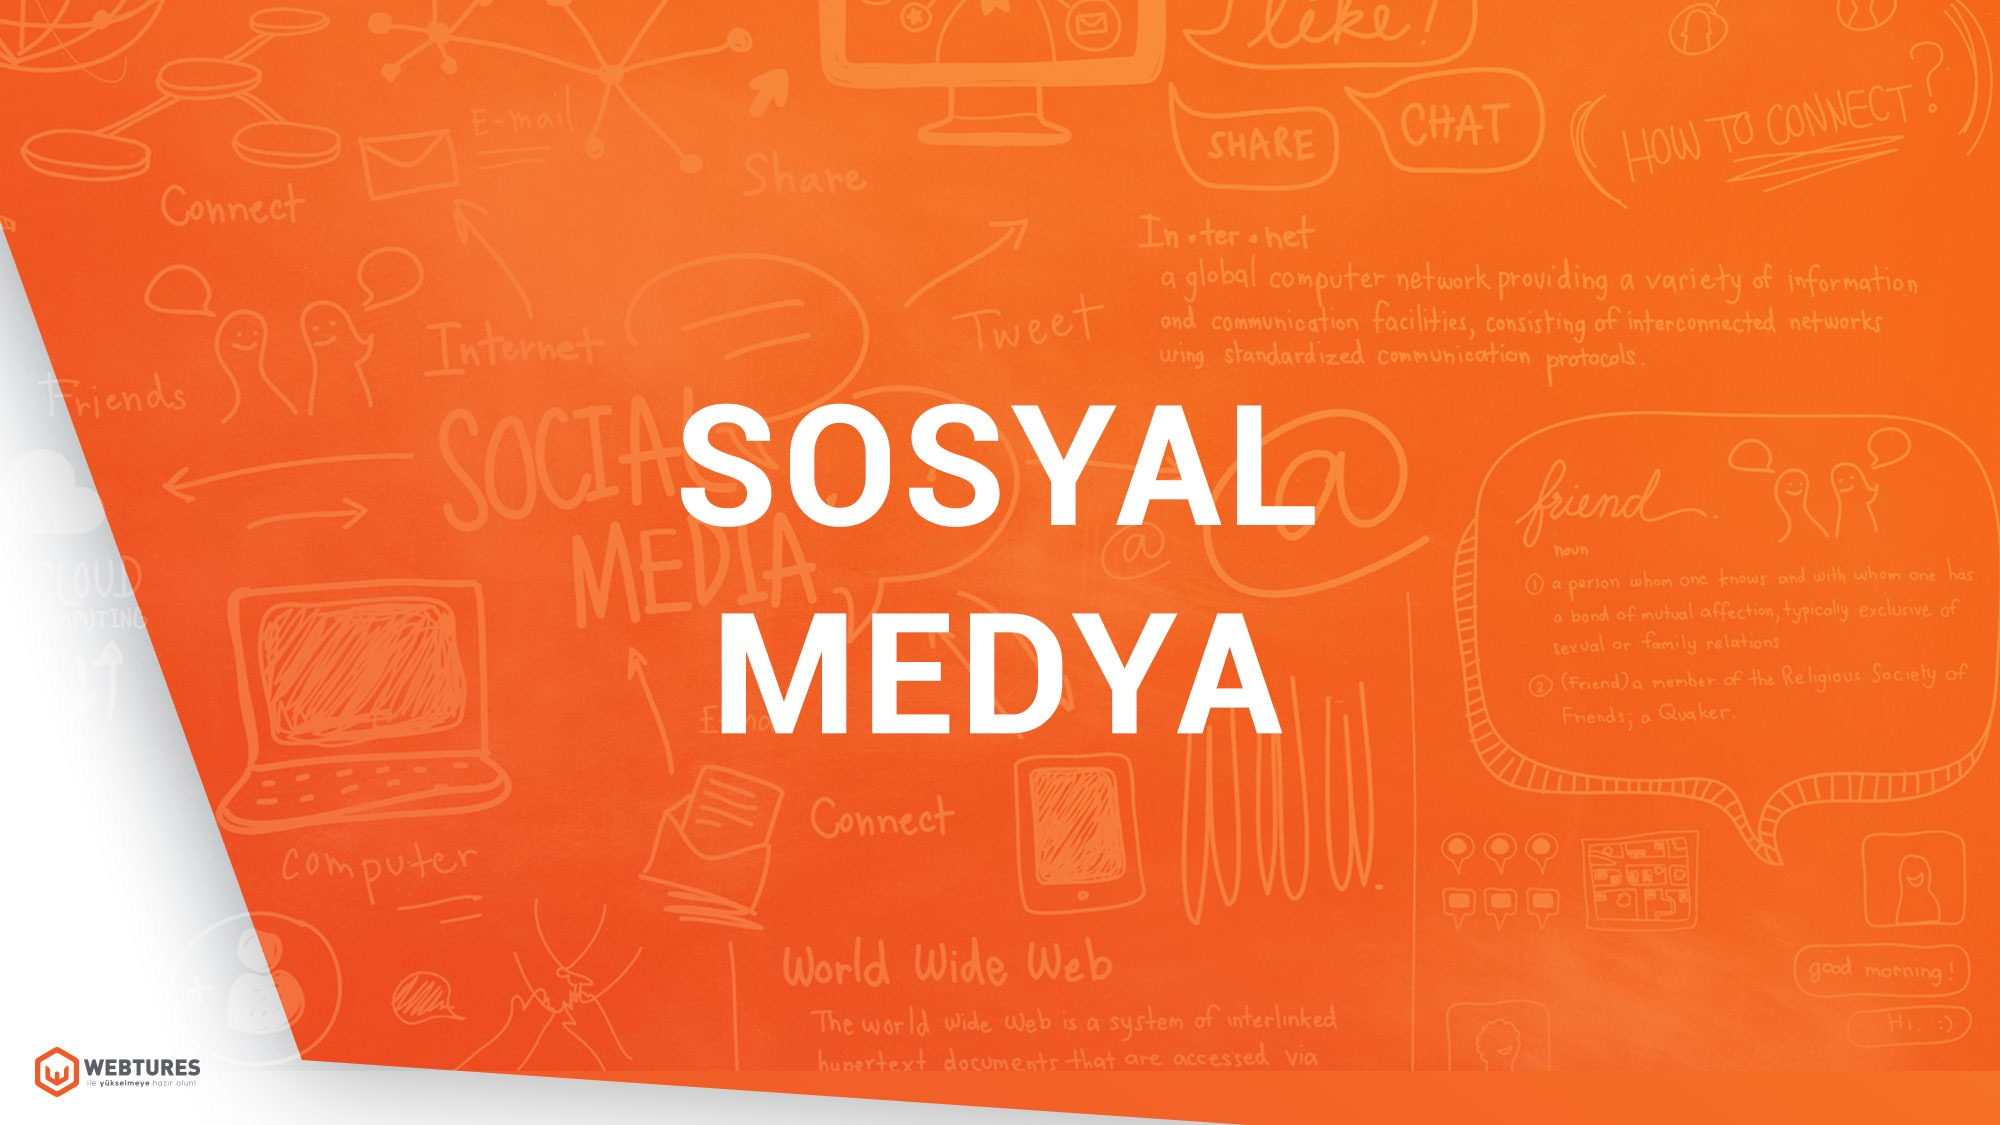 like!
E-mail
SHARE
CHAT
HOW TO CONNECT?
Share
Connect
In•ter•net
a global computer network providing a variety of information
and communication facilities, consisting of interconnected networks
using standardized communication protocols.
Internet
Tweet
Friends
SOCIAL
MEDIA
SOSYAL
MEDYA
@
@
friend.
noun
① a person whom one knows and with whom one has
a bond of mutual affection, typically exclusive of
sexual or family relations.
② (Friend) a member of the Religious Society of
Friends; a Quaker.
CLOUD
Connect
computer
World Wide Web
The world wide web is a system of interlinked
hypertext documents that are accessed via
good morning!
Hi. :)
WEBTURES
ile yükselmeye hazır olun!